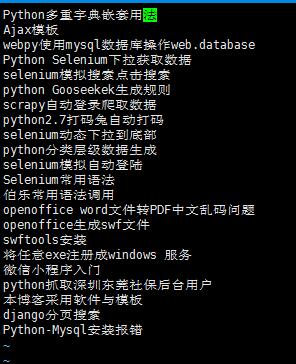 Python多重字典嵌套用法
Ajax模板
webpy使用mysql数据库操作web.database
Python Selenium下拉获取数据
selenium模拟搜索点击搜索
python Gooseekek生成规则
scrapy自动登录爬取数据
python2.7打码兔自动打码
selenium动态下拉到底部
python分类层级数据生成
selenium模拟自动登陆
Selenium常用语法
伯乐常用语法调用
openoffice word文件转PDF中文乱码问题
openoffice生成swf文件
swftools安装
将任意exe注册成windows 服务
微信小程序入门
python抓取深圳东莞社保后台用户
本博客采用软件与模板
django分页搜索
Python-Mysql安装报错
~
~